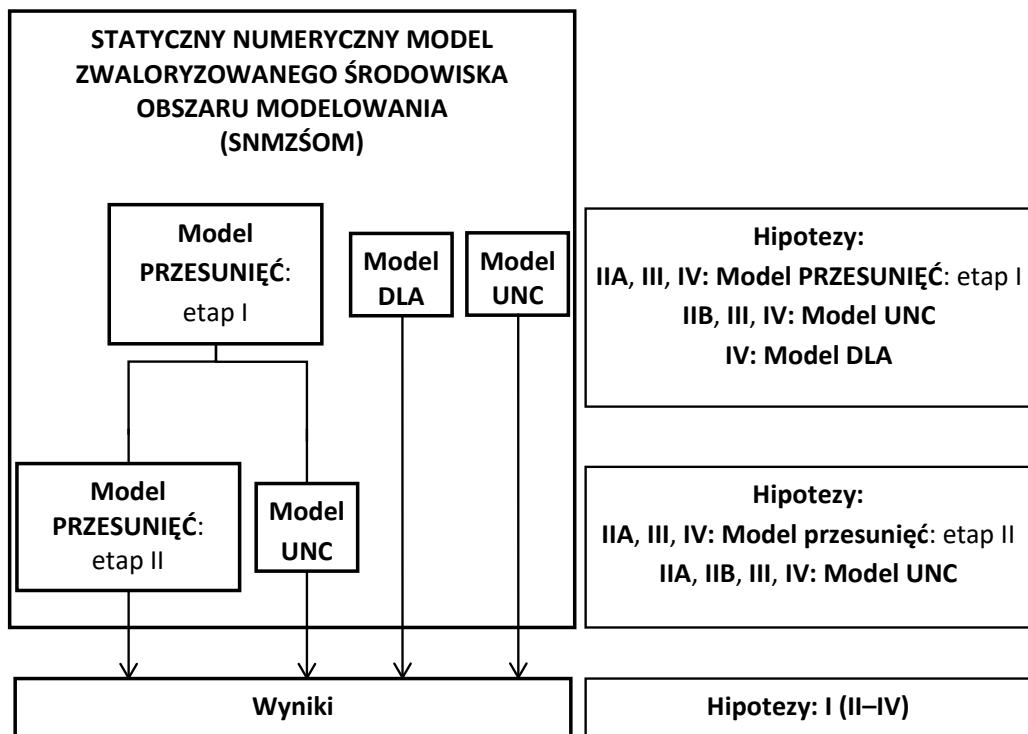 STATYCZNY NUMERYCZNY MODEL
ZWALORYZOWANEGO ŚRODOWISKA
OBSZARU MODELOWANIA
(SNMZŚOM)
Model
PRZESUNIĘĆ:
etap I
Model
DLA
Model
UNC
Hipotezy:
IIA, III, IV: Model PRZESUNIĘĆ: etap I
IIB, III, IV: Model UNC
IV: Model DLA
Model
PRZESUNIĘĆ:
etap II
Model
UNC
Hipotezy:
IIA, III, IV: Model przesunięć: etap II
IIA, IIB, III, IV: Model UNC
Wyniki
Hipotezy: I (II–IV)